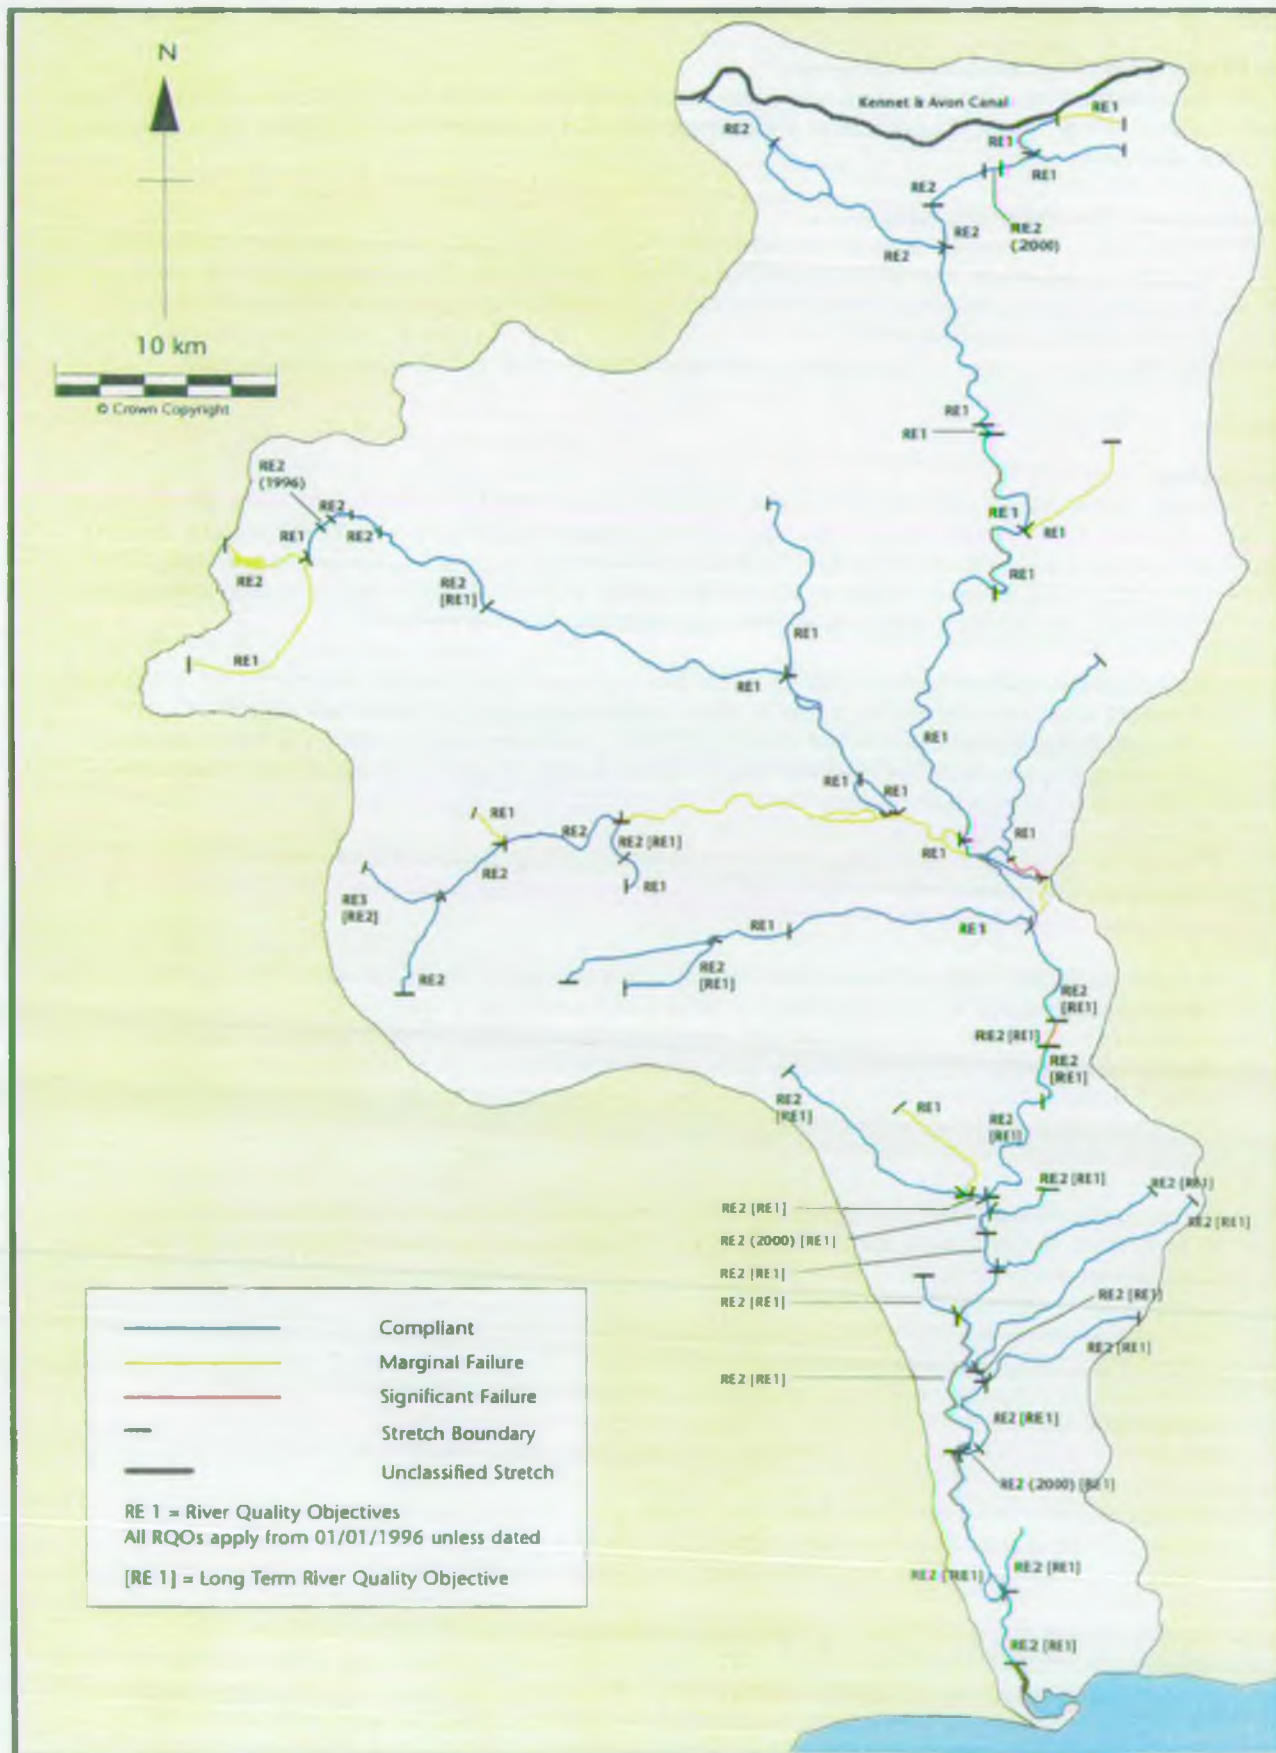 N
10 km
© Crown Copyright
Kennet & Avon Canal
RE1
RE2
RE1
RE1
RE2
RE2
(2000)
RE2
RE2
RE1
RE1
RE2
(1996)
RE2
RE1
RE2
RE1
RE1
RE2
RE2
[RE1]
RE1
RE1
RE1
RE1
RE1
RE1
RE1
RE1
RE1
RE2
RE2 [RE1]
RE1
RE1
RE2
RE1
RE3
[RE2]
RE2
RE1
RE1
RE2
[RE1]
RE2
[RE1]
RE2 [RE1]
RE2
[RE1]
RE2
[RE1]
RE1
RE2
[RE1]
RE2 [RE1]
RE2 [RE1]
RE2 [RE1]
RE2 [RE1]
RE2 (2000) [RE1]
RE2 [RE1]
RE2 [RE1]
RE2 [RE1]
RE2 [RE1]
RE2 [RE1]
RE2 [RE1]
RE2 (2000) [RE1]
RE2 [RE1]
RE2 [RE1]
RE2 [RE1]
Compliant
Marginal Failure
Significant Failure
Stretch Boundary
Unclassified Stretch
RE 1 = River Quality Objectives
All RQOs apply from 01/01/1996 unless dated
[RE 1] = Long Term River Quality Objective